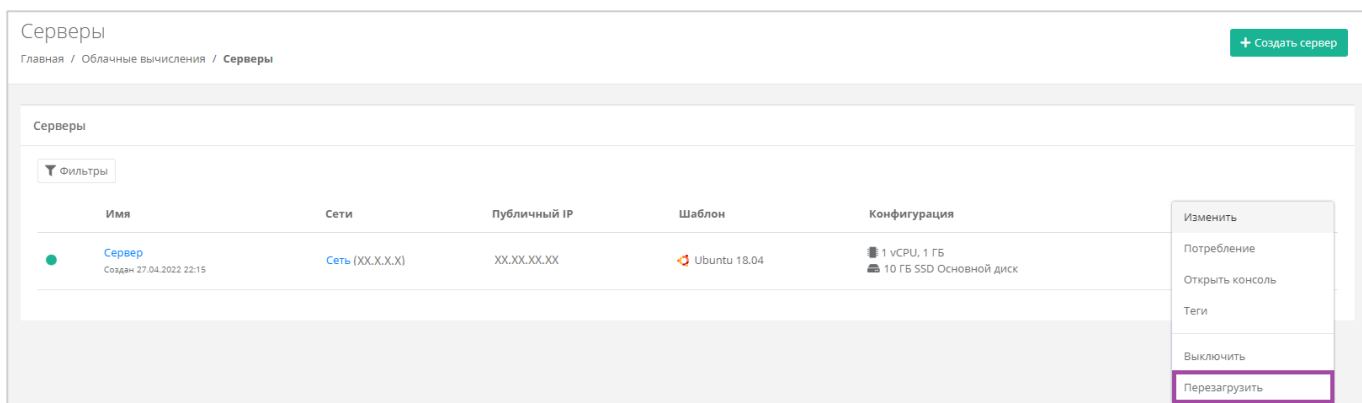 Серверы
+ Создать сервер
Главная / Облачные вычисления / Серверы
Серверы
Фильтры
Имя Сети Публичный IP Шаблон Конфигурация
Сервер
Создан 27.04.2022 22:15
Сеть (XX.X.X.X)
XX.XX.XX.XX
Ubuntu 18.04
1 vCPU, 1 ГБ
10 ГБ SSD Основной диск
Изменить
Потребление
Открыть консоль
Теги
Выключить
Перезагрузить